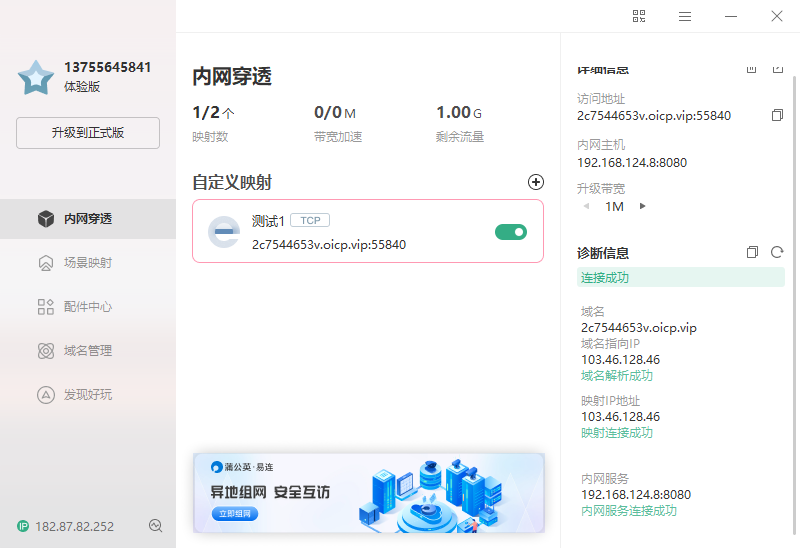 13755645841
体验版
升级到正式版
内网穿透
场景映射
配件中心
域名管理
发现好玩
IP 182.87.82.252
内网穿透
1/2个
0/0M
1.00G
映射数
带宽加速
剩余流量
自定义映射
测试1 TCP
2c7544653v.oicp.vip:55840
蒲公英·易连
异地组网 安全互访
立即组网
详细信息
访问地址
2c7544653v.oicp.vip:55840
内网主机
192.168.124.8:8080
升级带宽
1M
诊断信息
连接成功
域名
2c7544653v.oicp.vip
域名指向IP
103.46.128.46
域名解析成功
映射IP地址
103.46.128.46
映射连接成功
内网服务
192.168.124.8:8080
内网服务连接成功